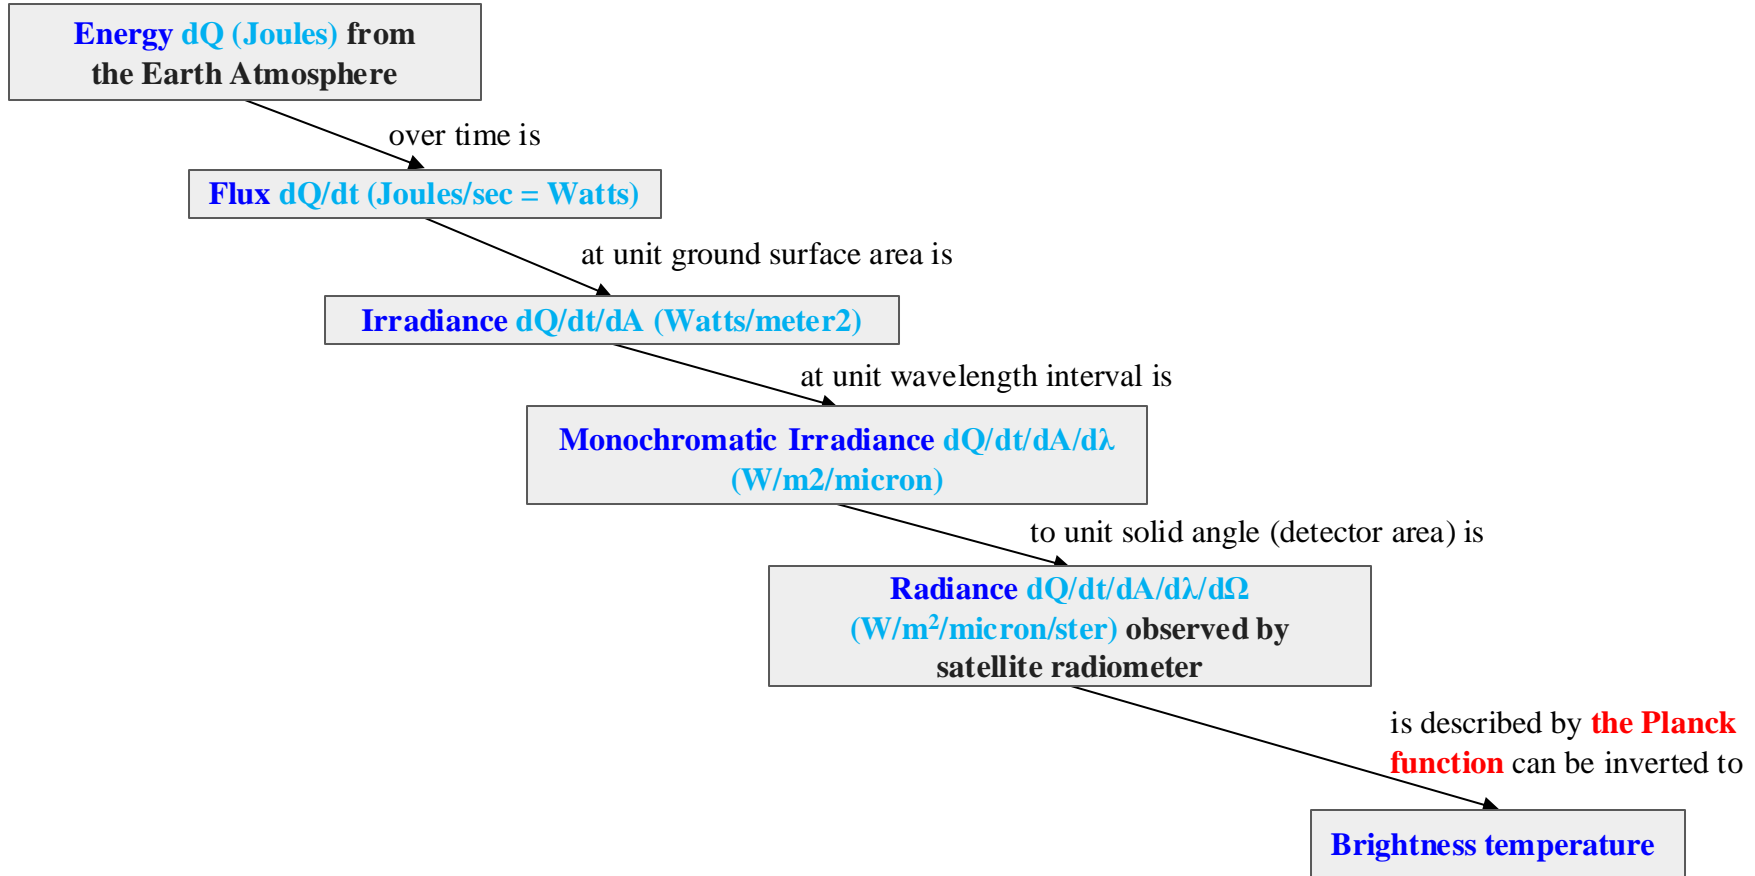 Energy dQ (Joules) from
the Earth Atmosphere
over time is
Flux dQ/dt (Joules/sec = Watts)
at unit ground surface area is
Irradiance dQ/dt/dA (Watts/meter2)
at unit wavelength interval is
Monochromatic Irradiance dQ/dt/dA/dλ
(W/m2/micron)
to unit solid angle (detector area) is
Radiance dQ/dt/dA/dλ/dΩ
(W/m²/micron/ster) observed by
satellite radiometer
is described by the Planck
function can be inverted to
Brightness temperature